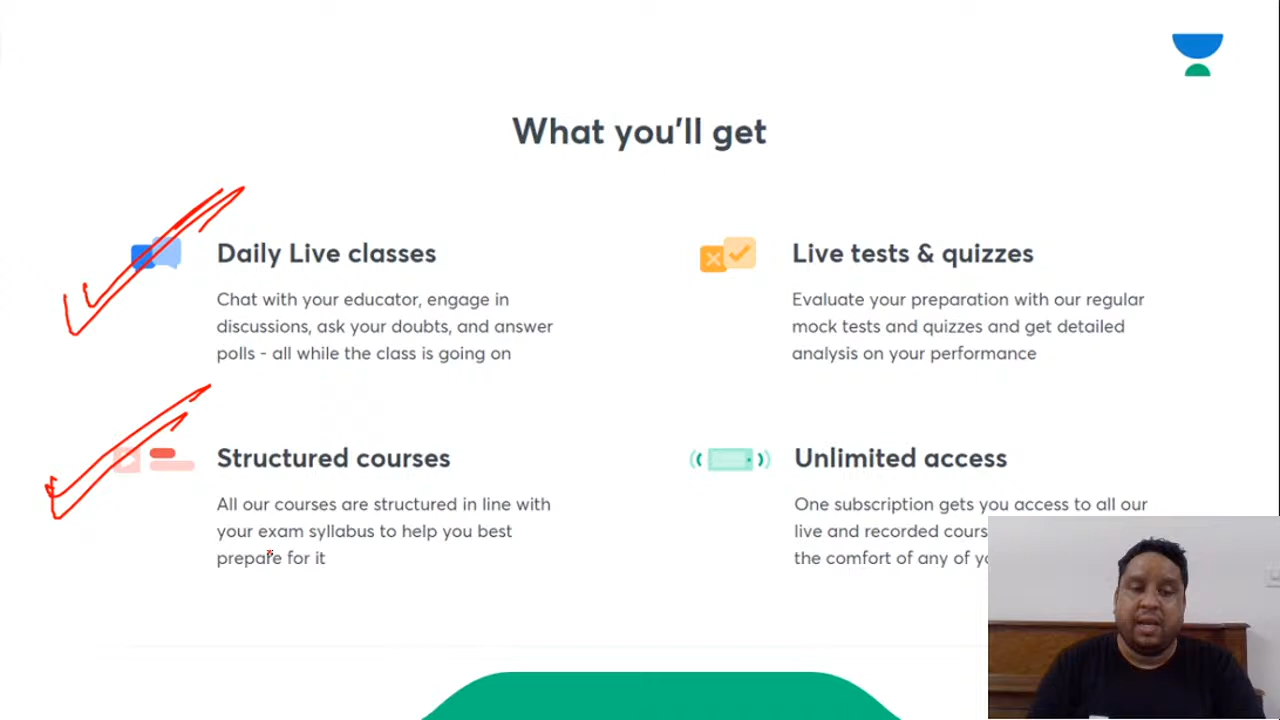 What you'll get
Daily Live classes
Chat with your educator, engage in
discussions, ask your doubts, and answer
polls - all while the class is going on
Live tests & quizzes
Evaluate your preparation with our regular
mock tests and quizzes and get detailed
analysis on your performance
Structured courses
All our courses are structured in line with
your exam syllabus to help you best
prepare for it
Unlimited access
One subscription gets you access to all our
live and recorded
the comfort of any of